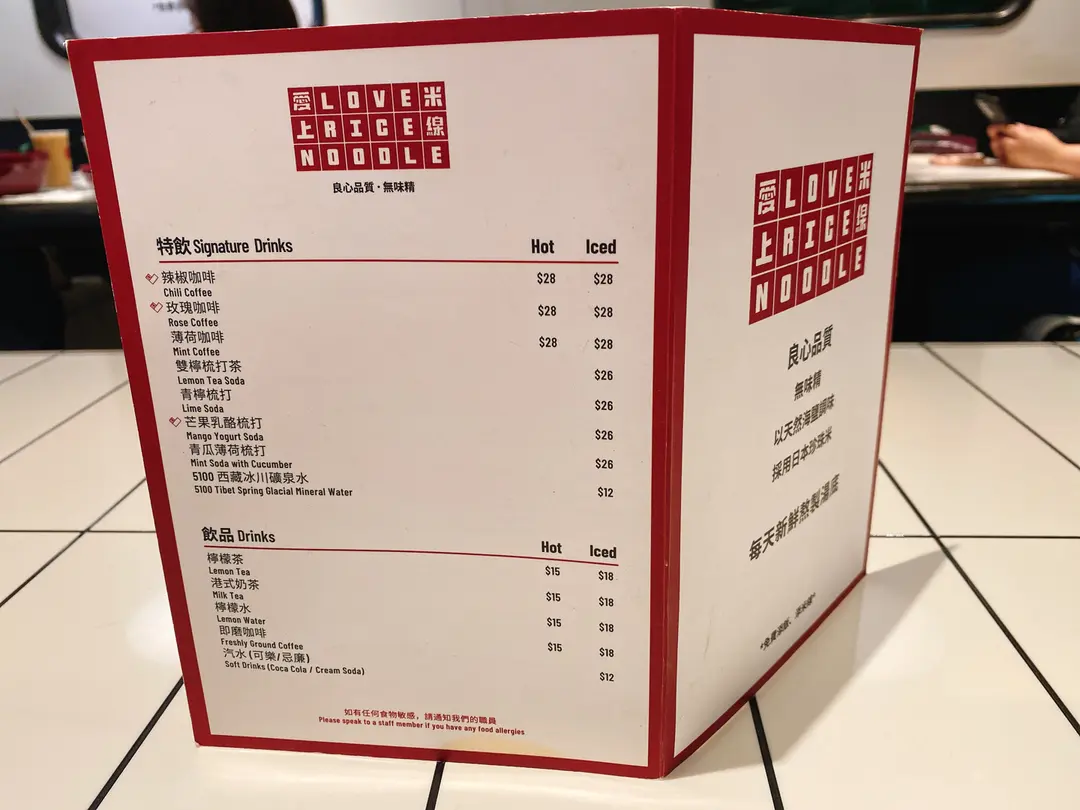 愛LOVE米
上RICE線
NOODLE
良心品質·無味精
特飲 Signature Drinks Hot Iced
辣椒咖啡
Chili Coffee $28 $28
玫瑰咖啡
Rose Coffee $28 $28
薄荷咖啡
Mint Coffee $28 $28
雙檸梳打茶
Lemon Tea Soda $26
青檸梳打
Lime Soda $26
芒果乳酪梳打
Mango Yogurt Soda $26
青瓜薄荷梳打
Mint Soda with Cucumber $26
5100 西藏冰川礦泉水
5100 Tibet Spring Glacial Mineral Water $12
飲品 Drinks Hot Iced
檸檬茶
Lemon Tea $15 $18
港式奶茶
Milk Tea $15 $18
檸檬水
Lemon Water $15 $18
即磨咖啡
Freshly Ground Coffee $15 $18
汽水 (可樂/忌廉)
Soft Drinks (Coca Cola / Cream Soda) $12
如有任何食物敏感，請通知我們的職員
Please speak to a staff member if you have any food allergies
愛LOVE米
上RICE線
NOODLE
良心品質
無味精
以天然海鹽調味
採用日本珍珠米
每天新鮮熬製湯底
*免費添飯、添米線*